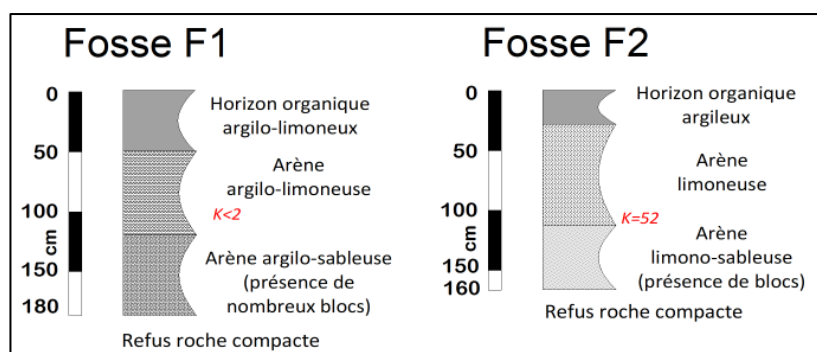 Fosse F1
0
Horizon organique
argilo-limoneux
50
Arène
argilo-limoneuse
K<2
100
cm
Arène argilo-sableuse
(présence de
nombreux blocs)
150
180
Refus roche compacte
Fosse F2
0
Horizon organique
argileux
50
Arène
limoneuse
100
K=52
cm
Arène
limono-sableuse
(présence de blocs)
150
160
Refus roche compacte